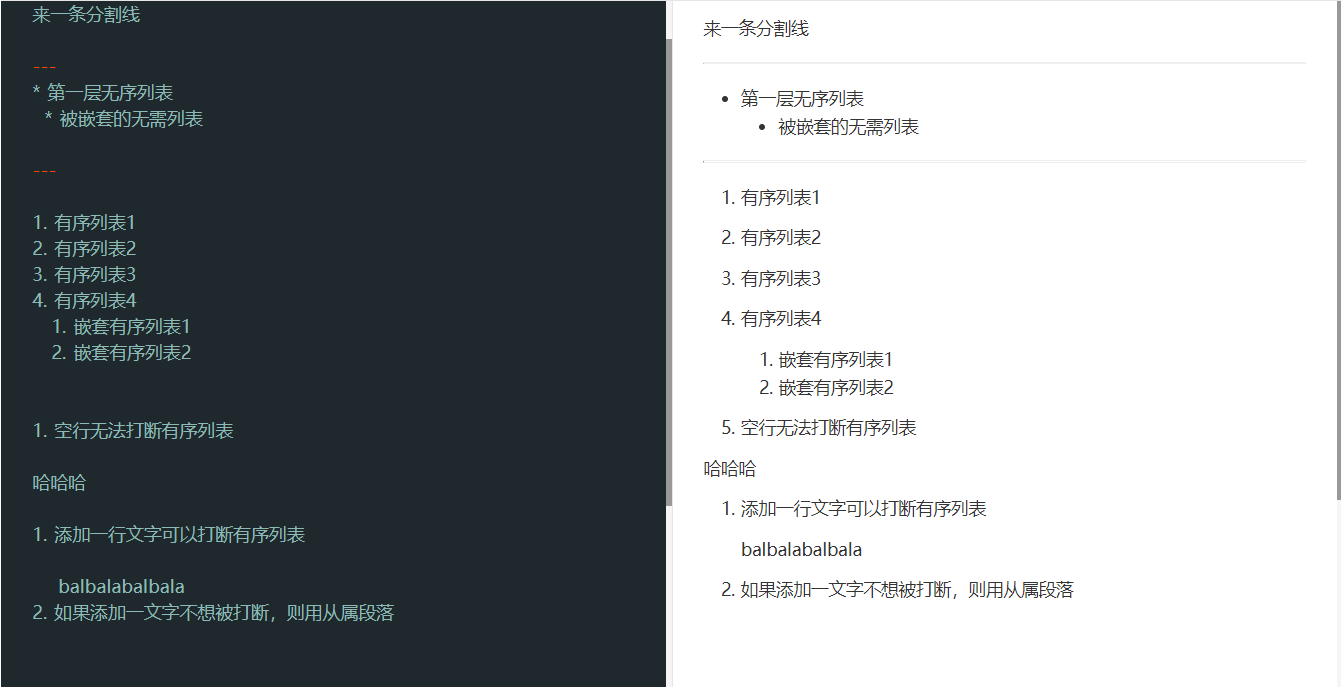 来一条分割线
---
* 第一层无序列表
* 被嵌套的无需列表
---
1. 有序列表1
2. 有序列表2
3. 有序列表3
4. 有序列表4
1. 嵌套有序列表1
2. 嵌套有序列表2
1. 空行无法打断有序列表
哈哈哈
1. 添加一行文字可以打断有序列表
balbalabalbala
2. 如果添加一文字不想被打断，则用从属段落
来一条分割线
• 第一层无序列表
• 被嵌套的无需列表
1. 有序列表1
2. 有序列表2
3. 有序列表3
4. 有序列表4
1. 嵌套有序列表1
2. 嵌套有序列表2
5. 空行无法打断有序列表
哈哈哈
1. 添加一行文字可以打断有序列表
balbalabalbala
2. 如果添加一文字不想被打断，则用从属段落